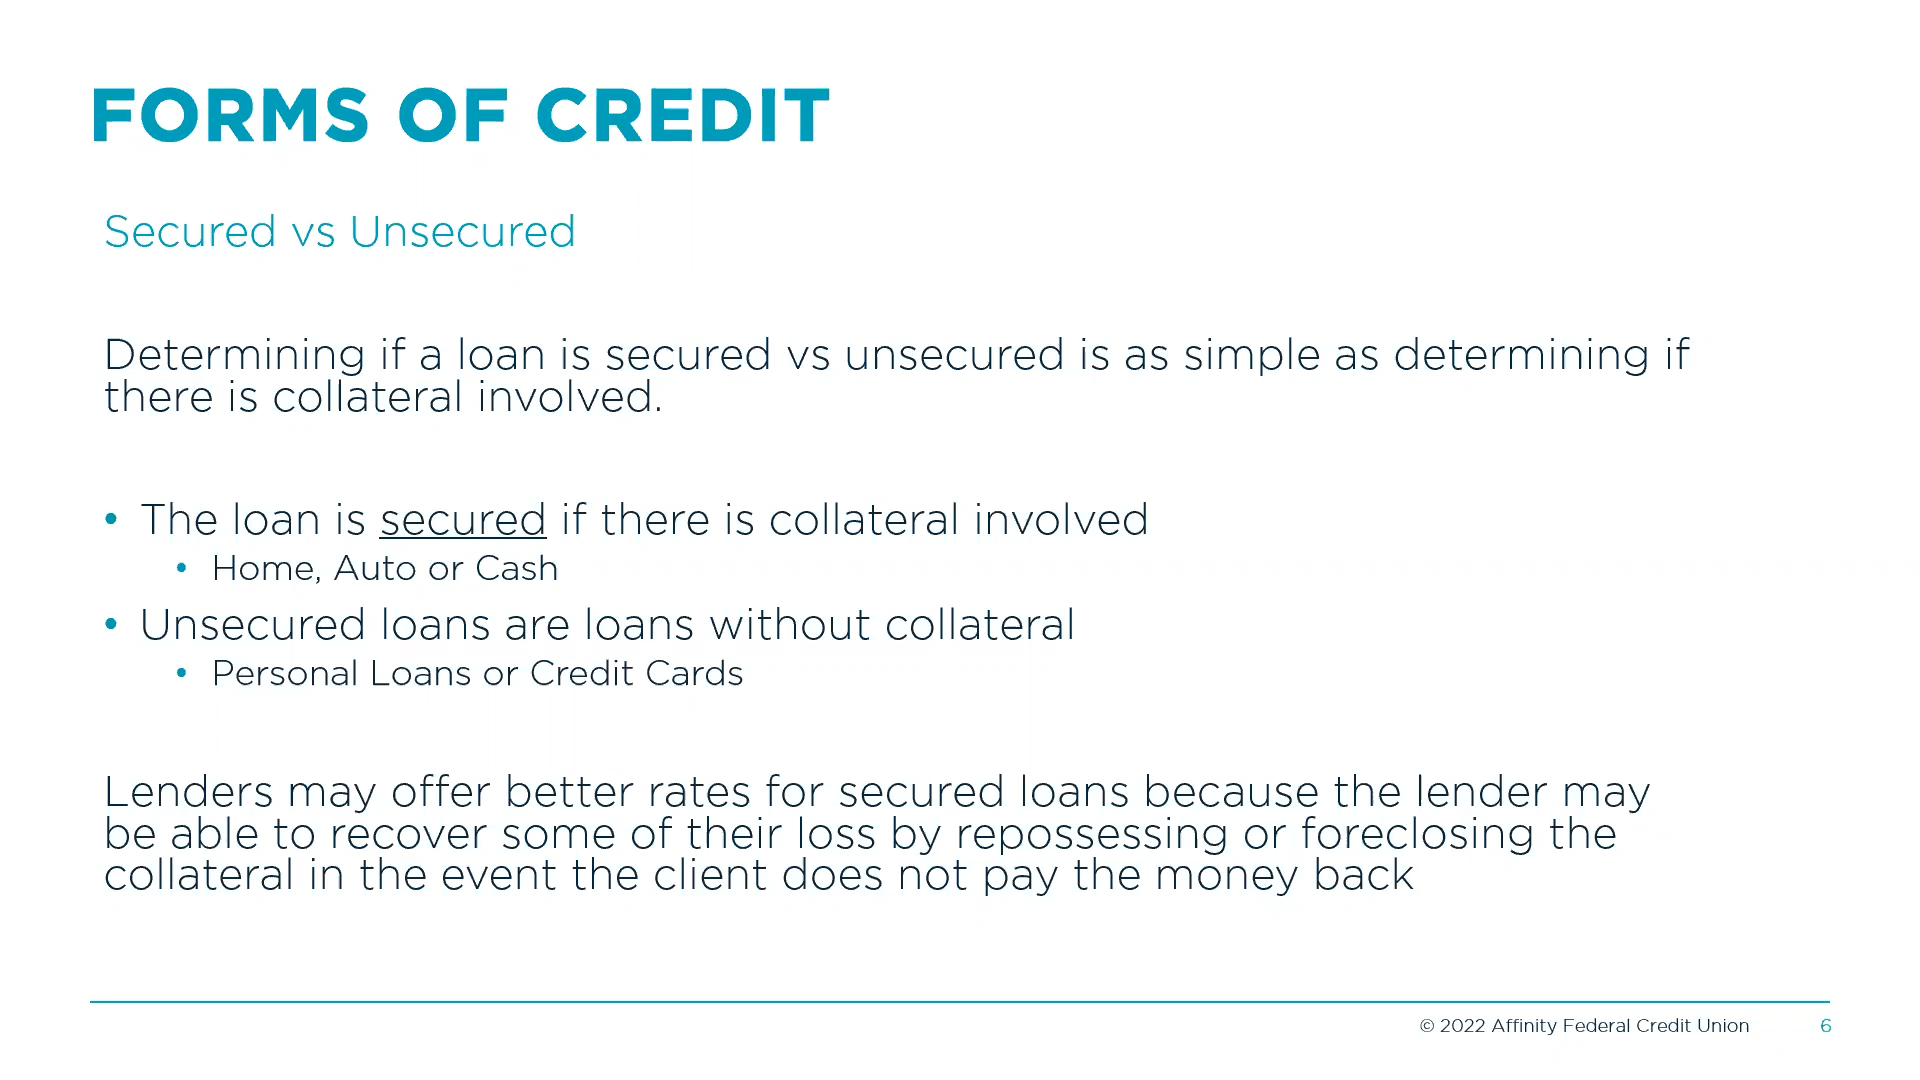 FORMS OF CREDIT
Secured vs Unsecured
Determining if a loan is secured vs unsecured is as simple as determining if
there is collateral involved.
• The loan is secured if there is collateral involved
• Home, Auto or Cash
• Unsecured loans are loans without collateral
• Personal Loans or Credit Cards
Lenders may offer better rates for secured loans because the lender may
be able to recover some of their loss by repossessing or foreclosing the
collateral in the event the client does not pay the money back
© 2022 Affinity Federal Credit Union 6